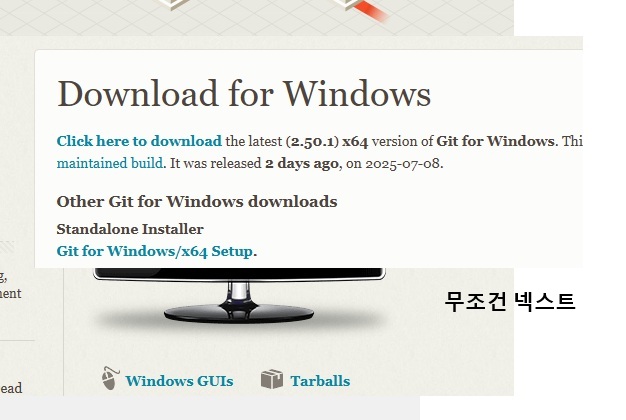 Download for Windows
Click here to download the latest (2.50.1) x64 version of Git for Windows. Thi
maintained build. It was released 2 days ago, on 2025-07-08.
Other Git for Windows downloads
Standalone Installer
Git for Windows/x64 Setup.
g,
nent
무조건 넥스트
Windows GUIs
Tarballs
ead